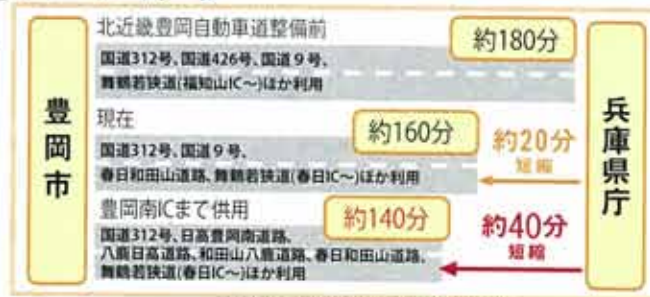 豊岡市
北近畿豊岡自動車道整備前
約180分
国道312号、国道426号、国道9号、
舞鶴若狭道(福知山IC～)ほか利用
現在
約160分
国道312号、国道9号、
春日和田山道路、舞鶴若狭道(春日IC～)ほか利用
約20分
短縮
豊岡南ICまで供用
約140分
国道312号、日高豊岡南道路、
八鹿日高道路、和田山八鹿道路、春日和田山道路、
舞鶴若狭道(春日IC～)ほか利用
約40分
短縮
兵庫県庁